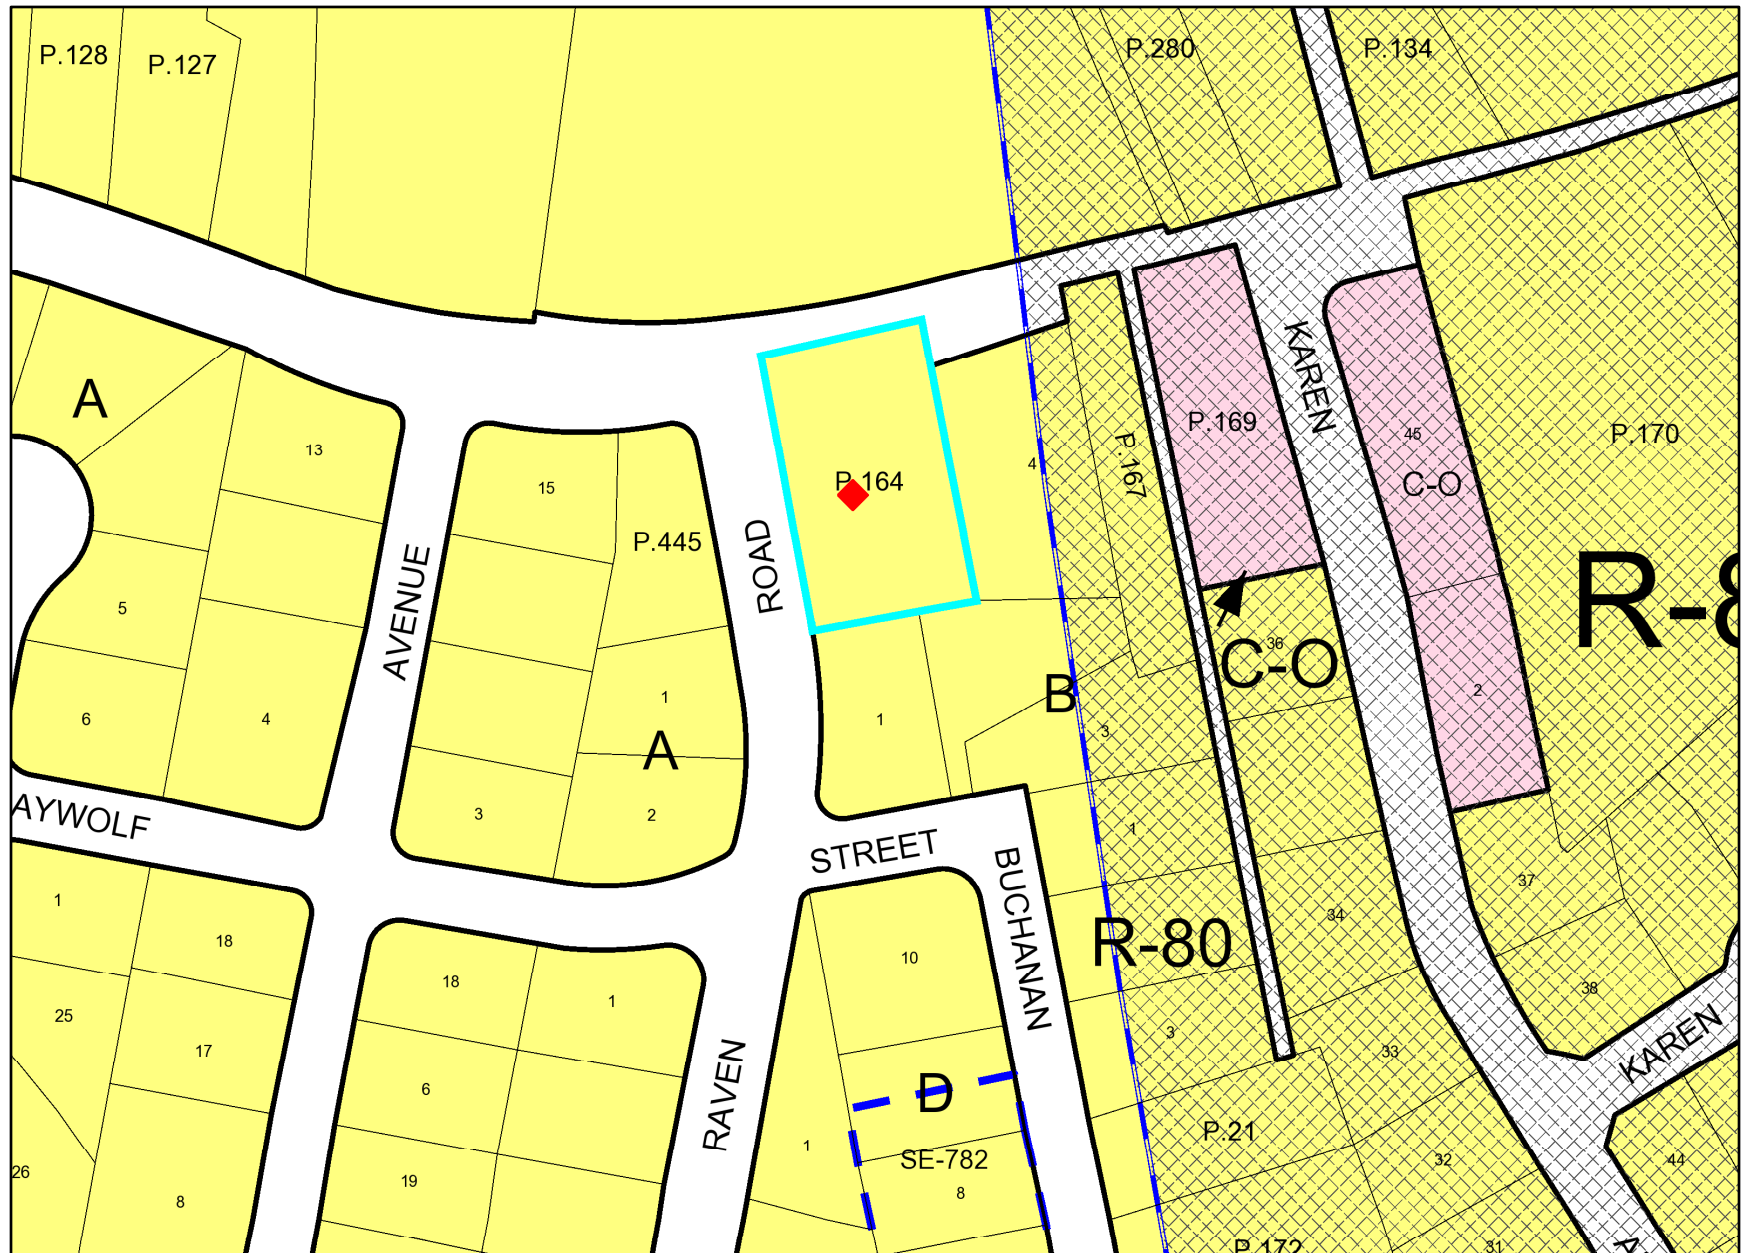 P.128
P.127
P.280
P.134
A
13
15
P.445
P.164
4
P.167
P.169
KAREN
45
C-O
P.170
R-8
AVENUE
ROAD
5
6
4
36
C-O
1
A
1
B
3
2
3
2
AYWOLF
STREET
BUCHANAN
1
37
34
R-80
1
18
10
18
1
25
17
3
38
33
KAREN
6
RAVEN
D
P.21
1
SE-782
8
32
44
26
8
19
P.172
31